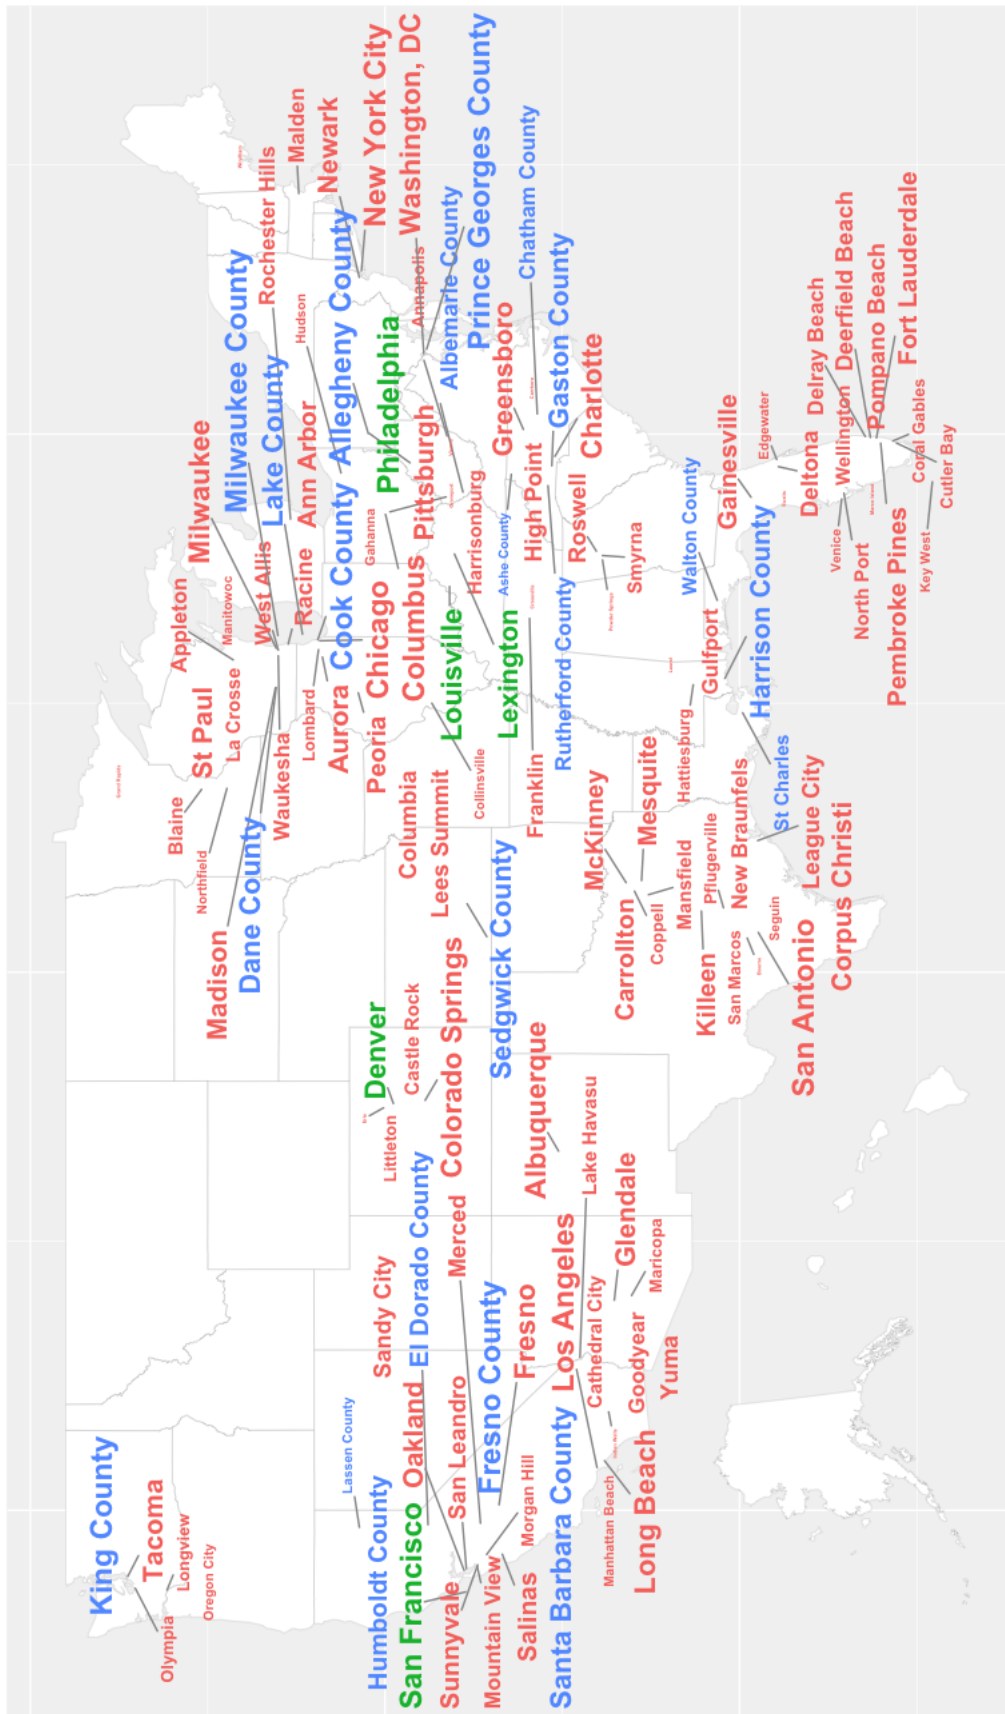 King County
Tacoma
Olympia
Longview
Oregon City
Lassen County
Humboldt County
San Francisco
Oakland
El Dorado County
Sandy City
Sunnyvale
San Leandro
Merced
Mountain View
Fresno County
Fresno
Salinas
Morgan Hill
Santa Barbara County
Los Angeles
Cathedral City
Lake Havasu
Manhattan Beach
Long Beach
Goodyear
Glendale
Maricopa
Yuma
Denver
Littleton
Castle Rock
Colorado Springs
Albuquerque
Sedgwick County
Columbia
Lees Summit
Collinsville
Grand Rapids
Blaine
St Paul
Northfield
La Crosse
Madison
Dane County
Waukesha
Appleton
Manitowoc
Milwaukee
Milwaukee County
West Allis
Lake County
Racine
Ann Arbor
Rochester Hills
Hudson
Lombard
Aurora
Cook County
Allegheny County
Peoria
Chicago
Gahanna
Philadelphia
Columbus
Pittsburgh
Louisville
Harrisonburg
Lexington
Ashe County
Greensboro
Franklin
High Point
Rutherford County
Gaston County
Roswell
Charlotte
Smyrna
Malden
Newark
New York City
Washington, DC
Annapolis
Albemarle County
Prince Georges County
Chatham County
McKinney
Mesquite
Carrollton
Coppell
Mansfield
Hattiesburg
Killeen
Pflugerville
Gulfport
Walton County
Gainesville
San Marcos
New Braunfels
Harrison County
Edgewater
Seguin
St Charles
San Antonio
League City
Corpus Christi
Deltona
Delray Beach
Venice
Wellington
Deerfield Beach
North Port
Pompano Beach
Pembroke Pines
Fort Lauderdale
Key West
Coral Gables
Cutler Bay